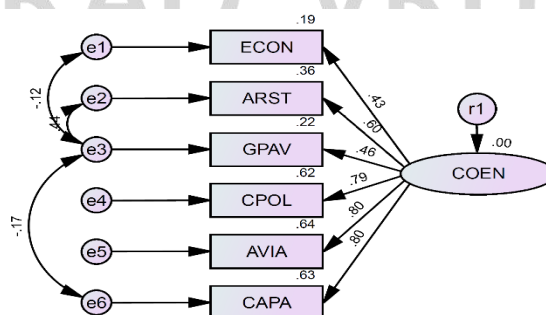 .19
e1
ECON
.36
-.12
e2
ARST
.43
.44
.22
.60
r1
e3
GPAV
.46
.00
.62
COEN
.79
e4
CPOL
.64
.80
-.17
e5
AVIA
.63
.80
e6
CAPA